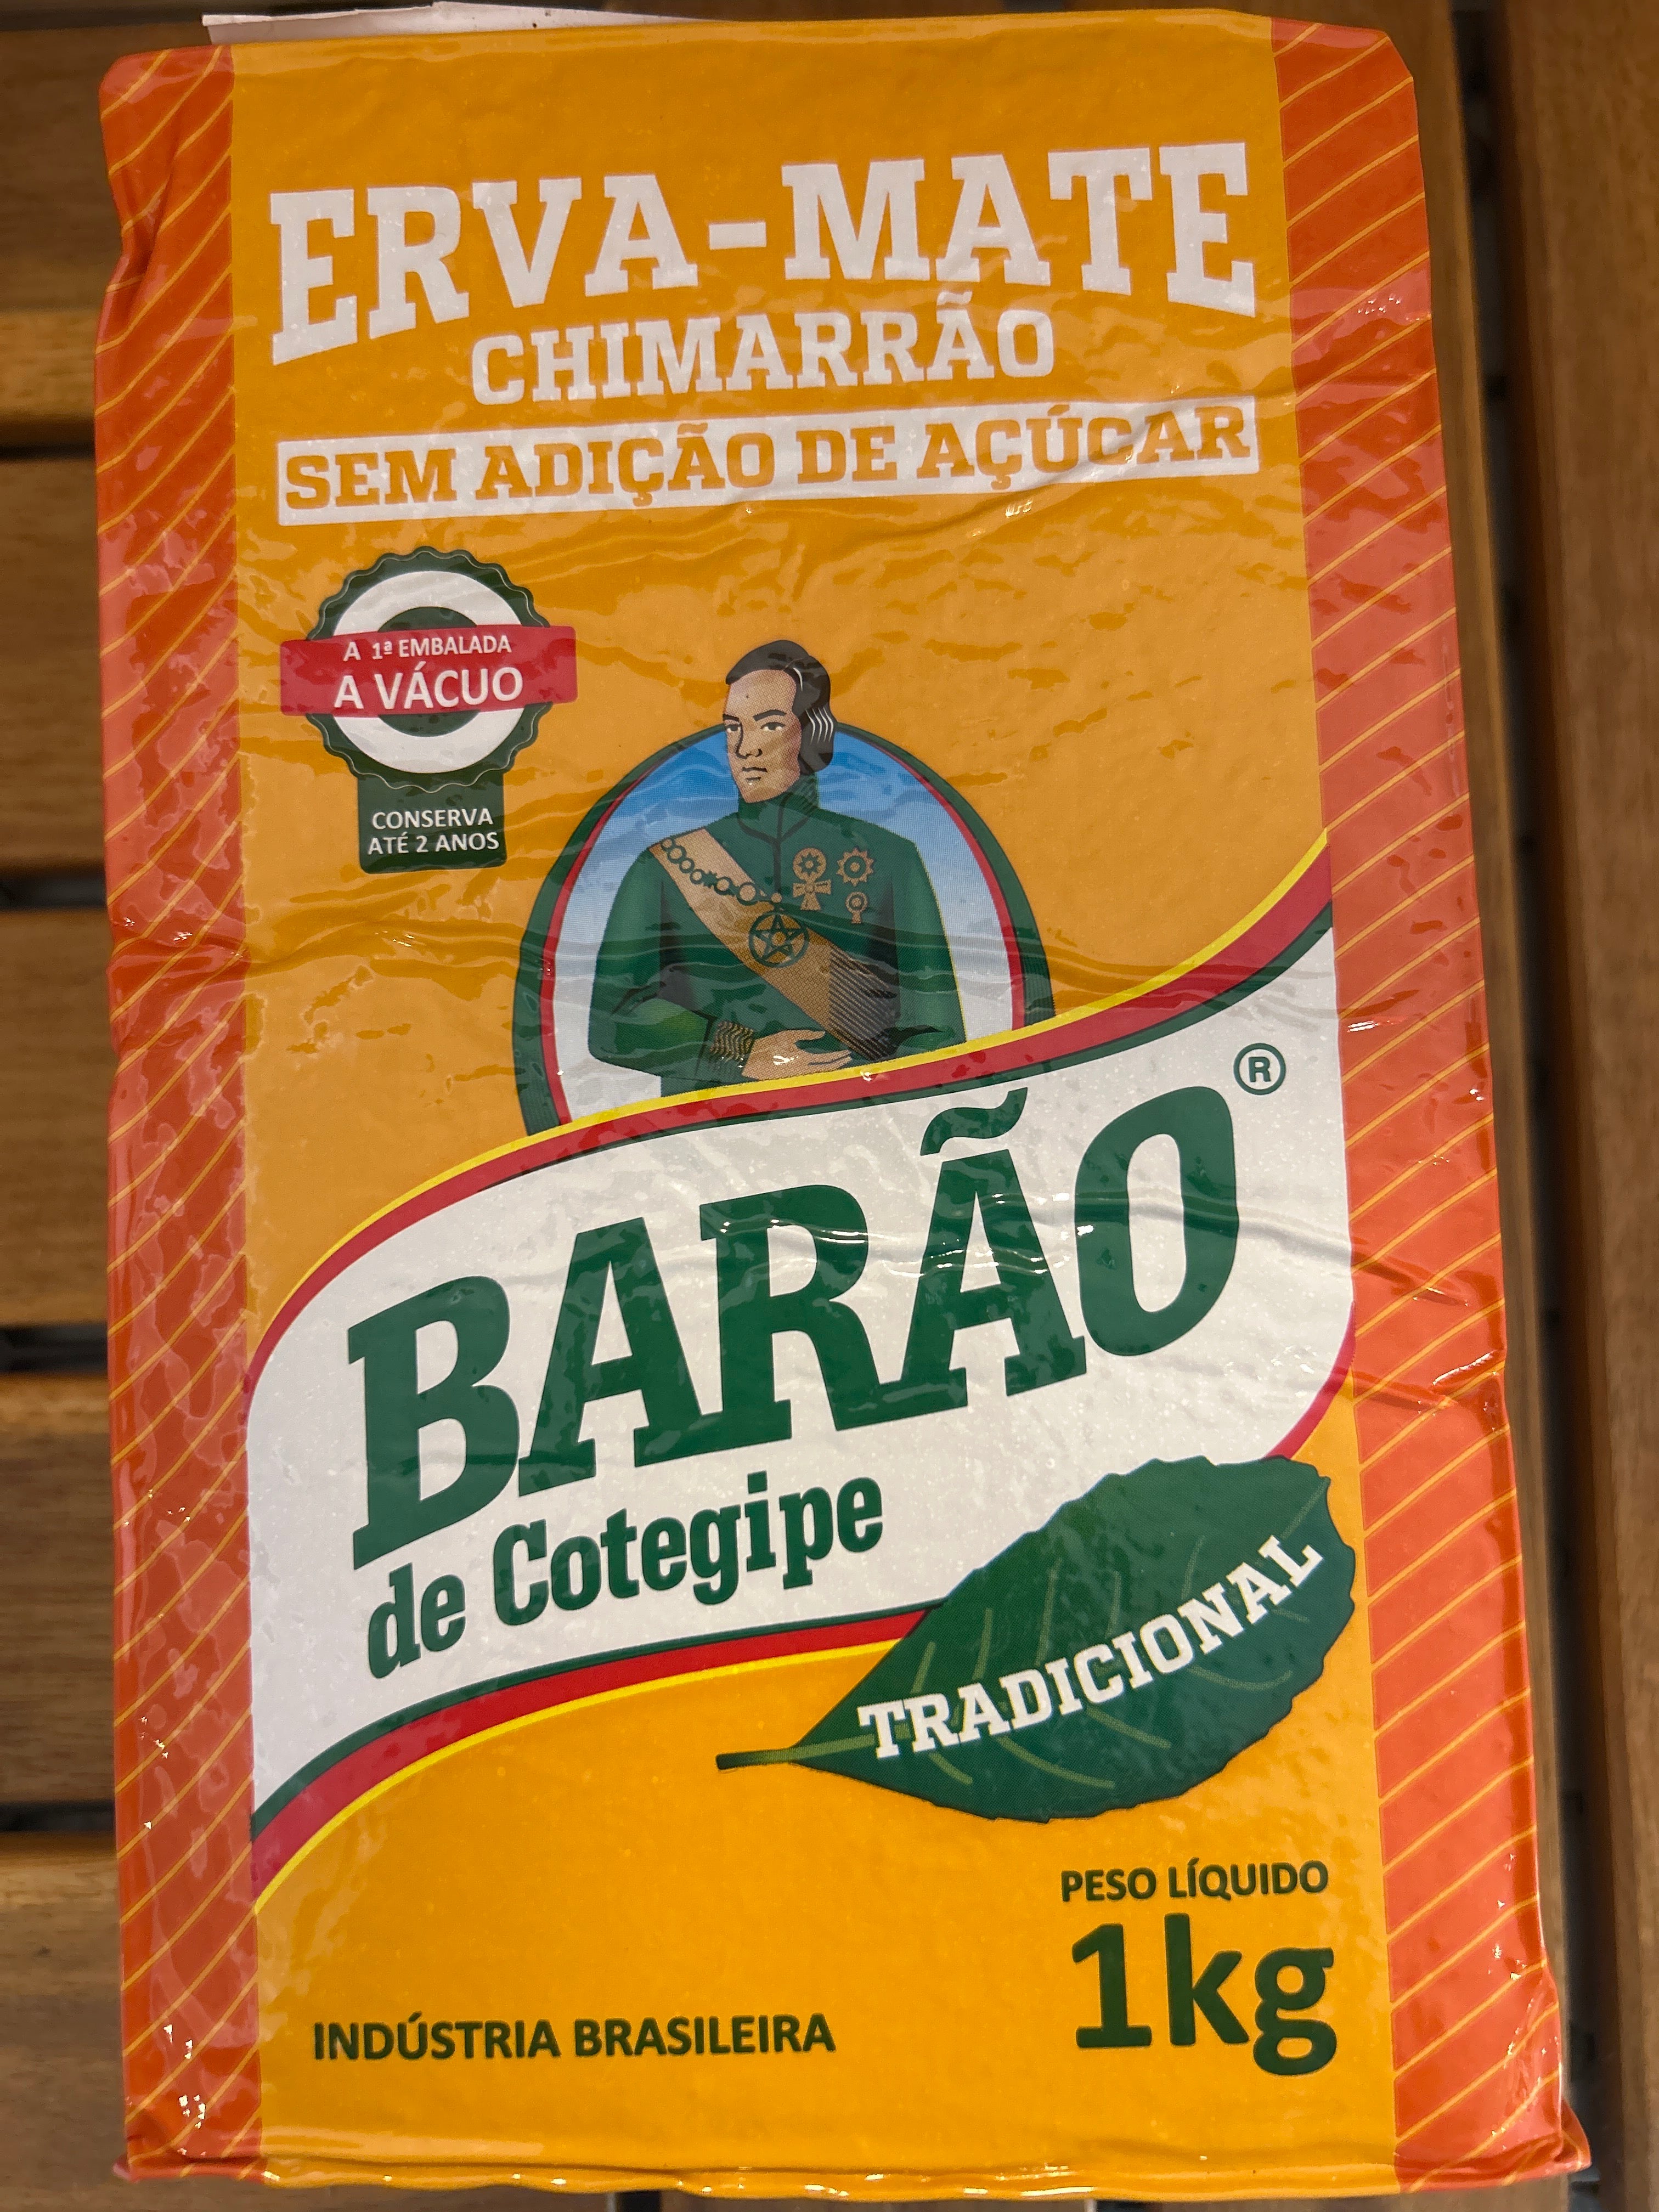 ERVA-MATE
CHIMARRÃO
SEM ADIÇÃO DE AÇÚCAR
A 1ª EMBALADA
A VÁCUO
CONSERVA
ATÉ 2 ANOS
BARÃO®
de Cotegipe
TRADICIONAL
PESO LÍQUIDO
1kg
INDÚSTRIA BRASILEIRA